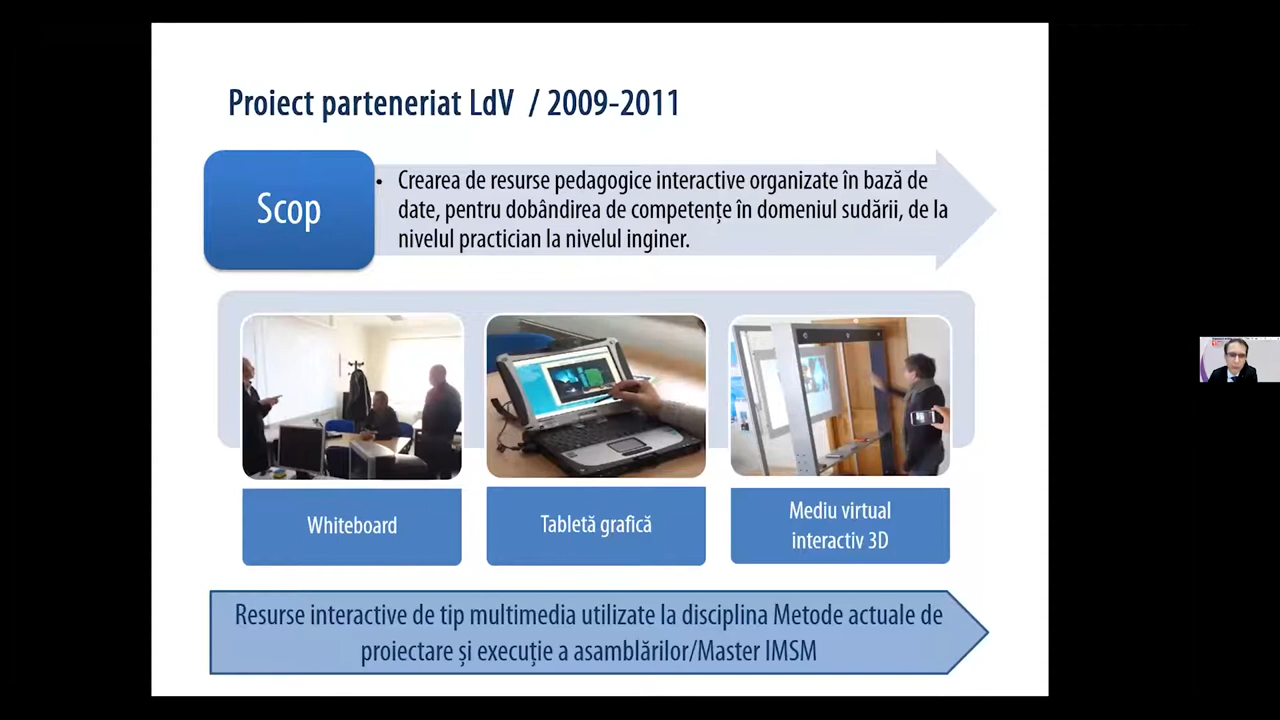 Proiect parteneriat LdV / 2009-2011
Scop
• Crearea de resurse pedagogice interactive organizate în bază de
date, pentru dobândirea de competențe în domeniul sudării, de la
nivelul practician la nivelul inginer.
Whiteboard
Tabletă grafică
Mediu virtual
interactiv 3D
Resurse interactive de tip multimedia utilizate la disciplina Metode actuale de
proiectare și execuție a asamblărilor/Master IMSM